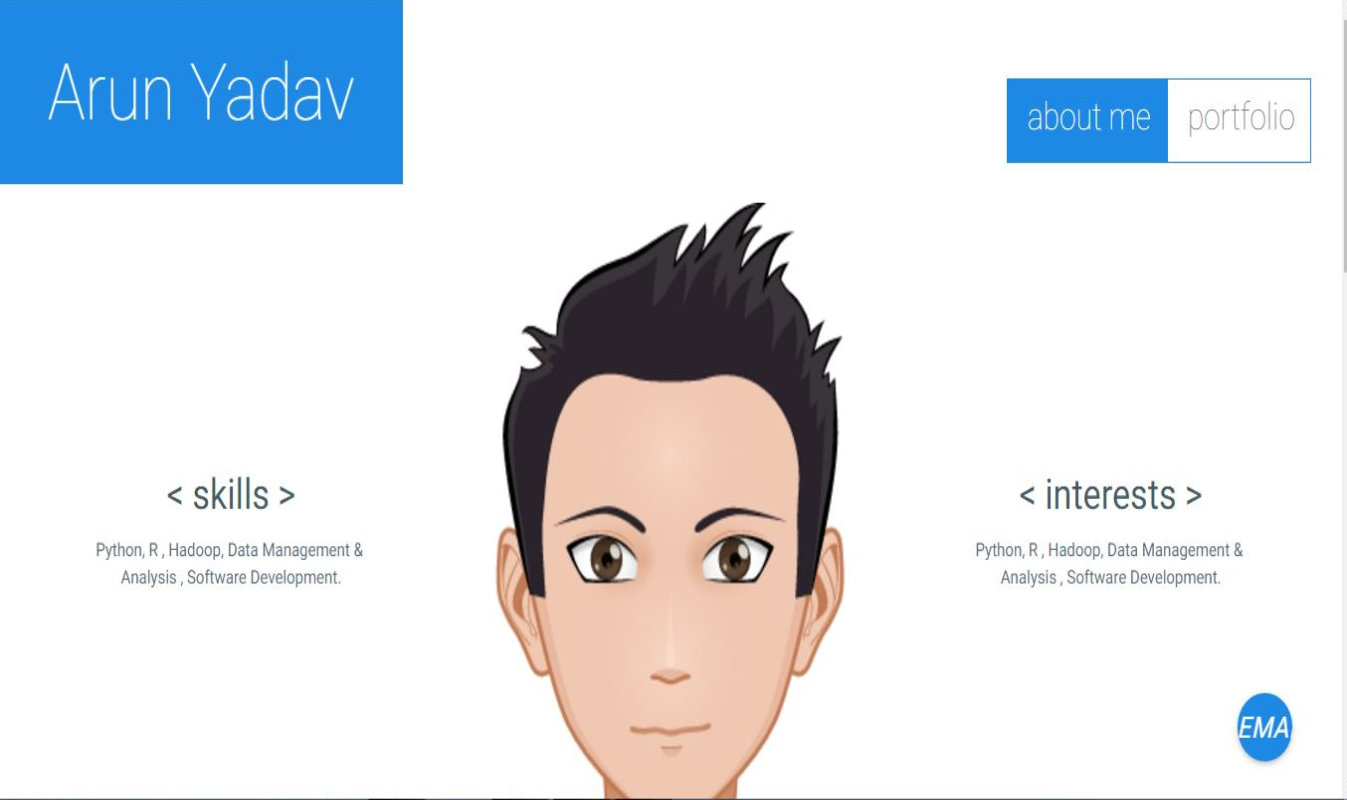 Arun Yadav
about me
portfolio
< skills >
Python, R , Hadoop, Data Management &
Analysis , Software Development.
< interests >
Python, R , Hadoop, Data Management &
Analysis , Software Development.
EMA